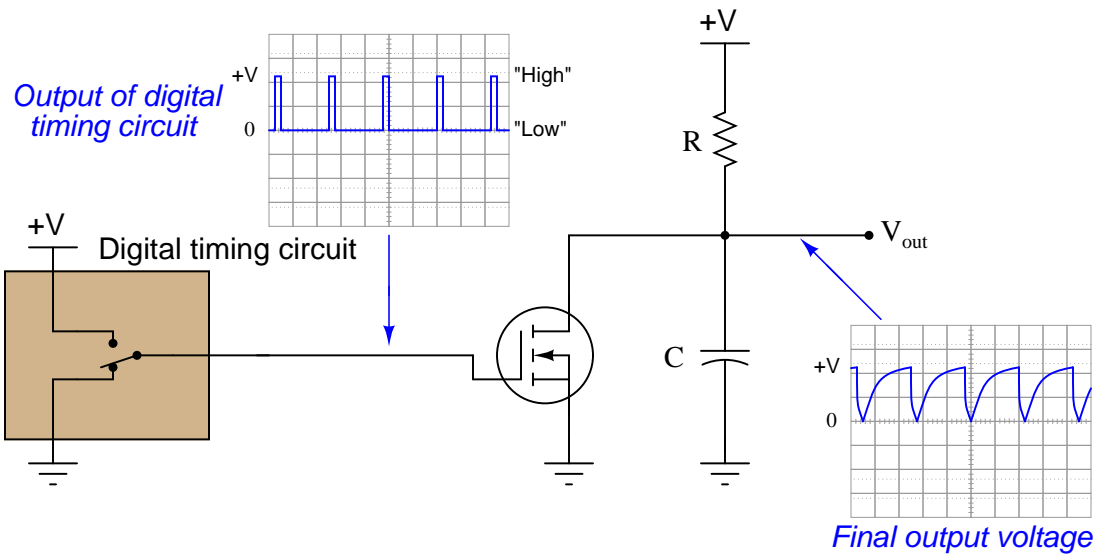 +V
+V
"High"
Output of digital
timing circuit
0
"Low"
R
+V
Digital timing circuit
V out
C
+V
0
Final output voltage